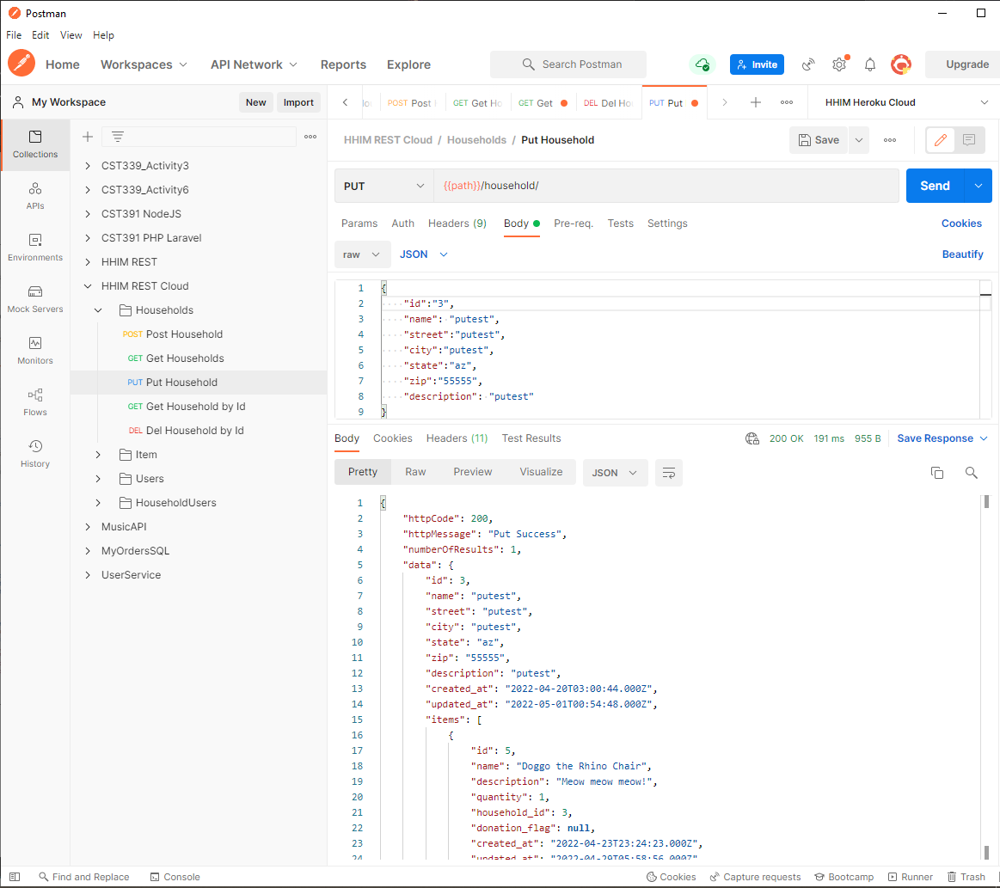 Postman
File Edit View Help
Home Workspaces API Network Reports Explore Search Postman Invite Upgrade
My Workspace New Import
POST Post GET Get Ho GET Get DEL Del Ho PUT Put HHIM Heroku Cloud
Collections
APIs
Environments
Mock Servers
Monitors
Flows
History
CST339_Activity3
CST339_Activity6
CST391 NodeJS
CST391 PHP Laravel
HHIM REST
HHIM REST Cloud
Households
POST Post Household
GET Get Households
PUT Put Household
GET Get Household by Id
DEL Del Household by Id
Item
Users
HouseholdUsers
MusicAPI
MyOrdersSQL
UserService
HHIM REST Cloud / Households / Put Household Save
PUT {{path}}/household/ Send
Params Auth Headers (9) Body Pre-req. Tests Settings Cookies
raw JSON Beautify
1 {
2 "id":"3",
3 "name": "putest",
4 "street":"putest",
5 "city":"putest",
6 "state":"az",
7 "zip":"55555",
8 "description": "putest"
9 }
Body Cookies Headers (11) Test Results 200 OK 191 ms 955 B Save Response
Pretty Raw Preview Visualize JSON
1 {
2 "httpCode": 200,
3 "httpMessage": "Put Success",
4 "numberOfResults": 1,
5 "data": {
6 "id": 3,
7 "name": "putest",
8 "street": "putest",
9 "city": "putest",
10 "state": "az",
11 "zip": "55555",
12 "description": "putest",
13 "created_at": "2022-04-20T03:00:44.000Z",
14 "updated_at": "2022-05-01T00:54:48.000Z",
15 "items": [
16 {
17 "id": 5,
18 "name": "Doggo the Rhino Chair",
19 "description": "Meow meow meow!",
20 "quantity": 1,
21 "household_id": 3,
22 "donation_flag": null,
23 "created_at": "2022-04-23T23:24:23.000Z",
24 "updated_at": "2022-04-29T05:58:56.000Z"
Find and Replace Console Cookies Capture requests Bootcamp Runner Trash